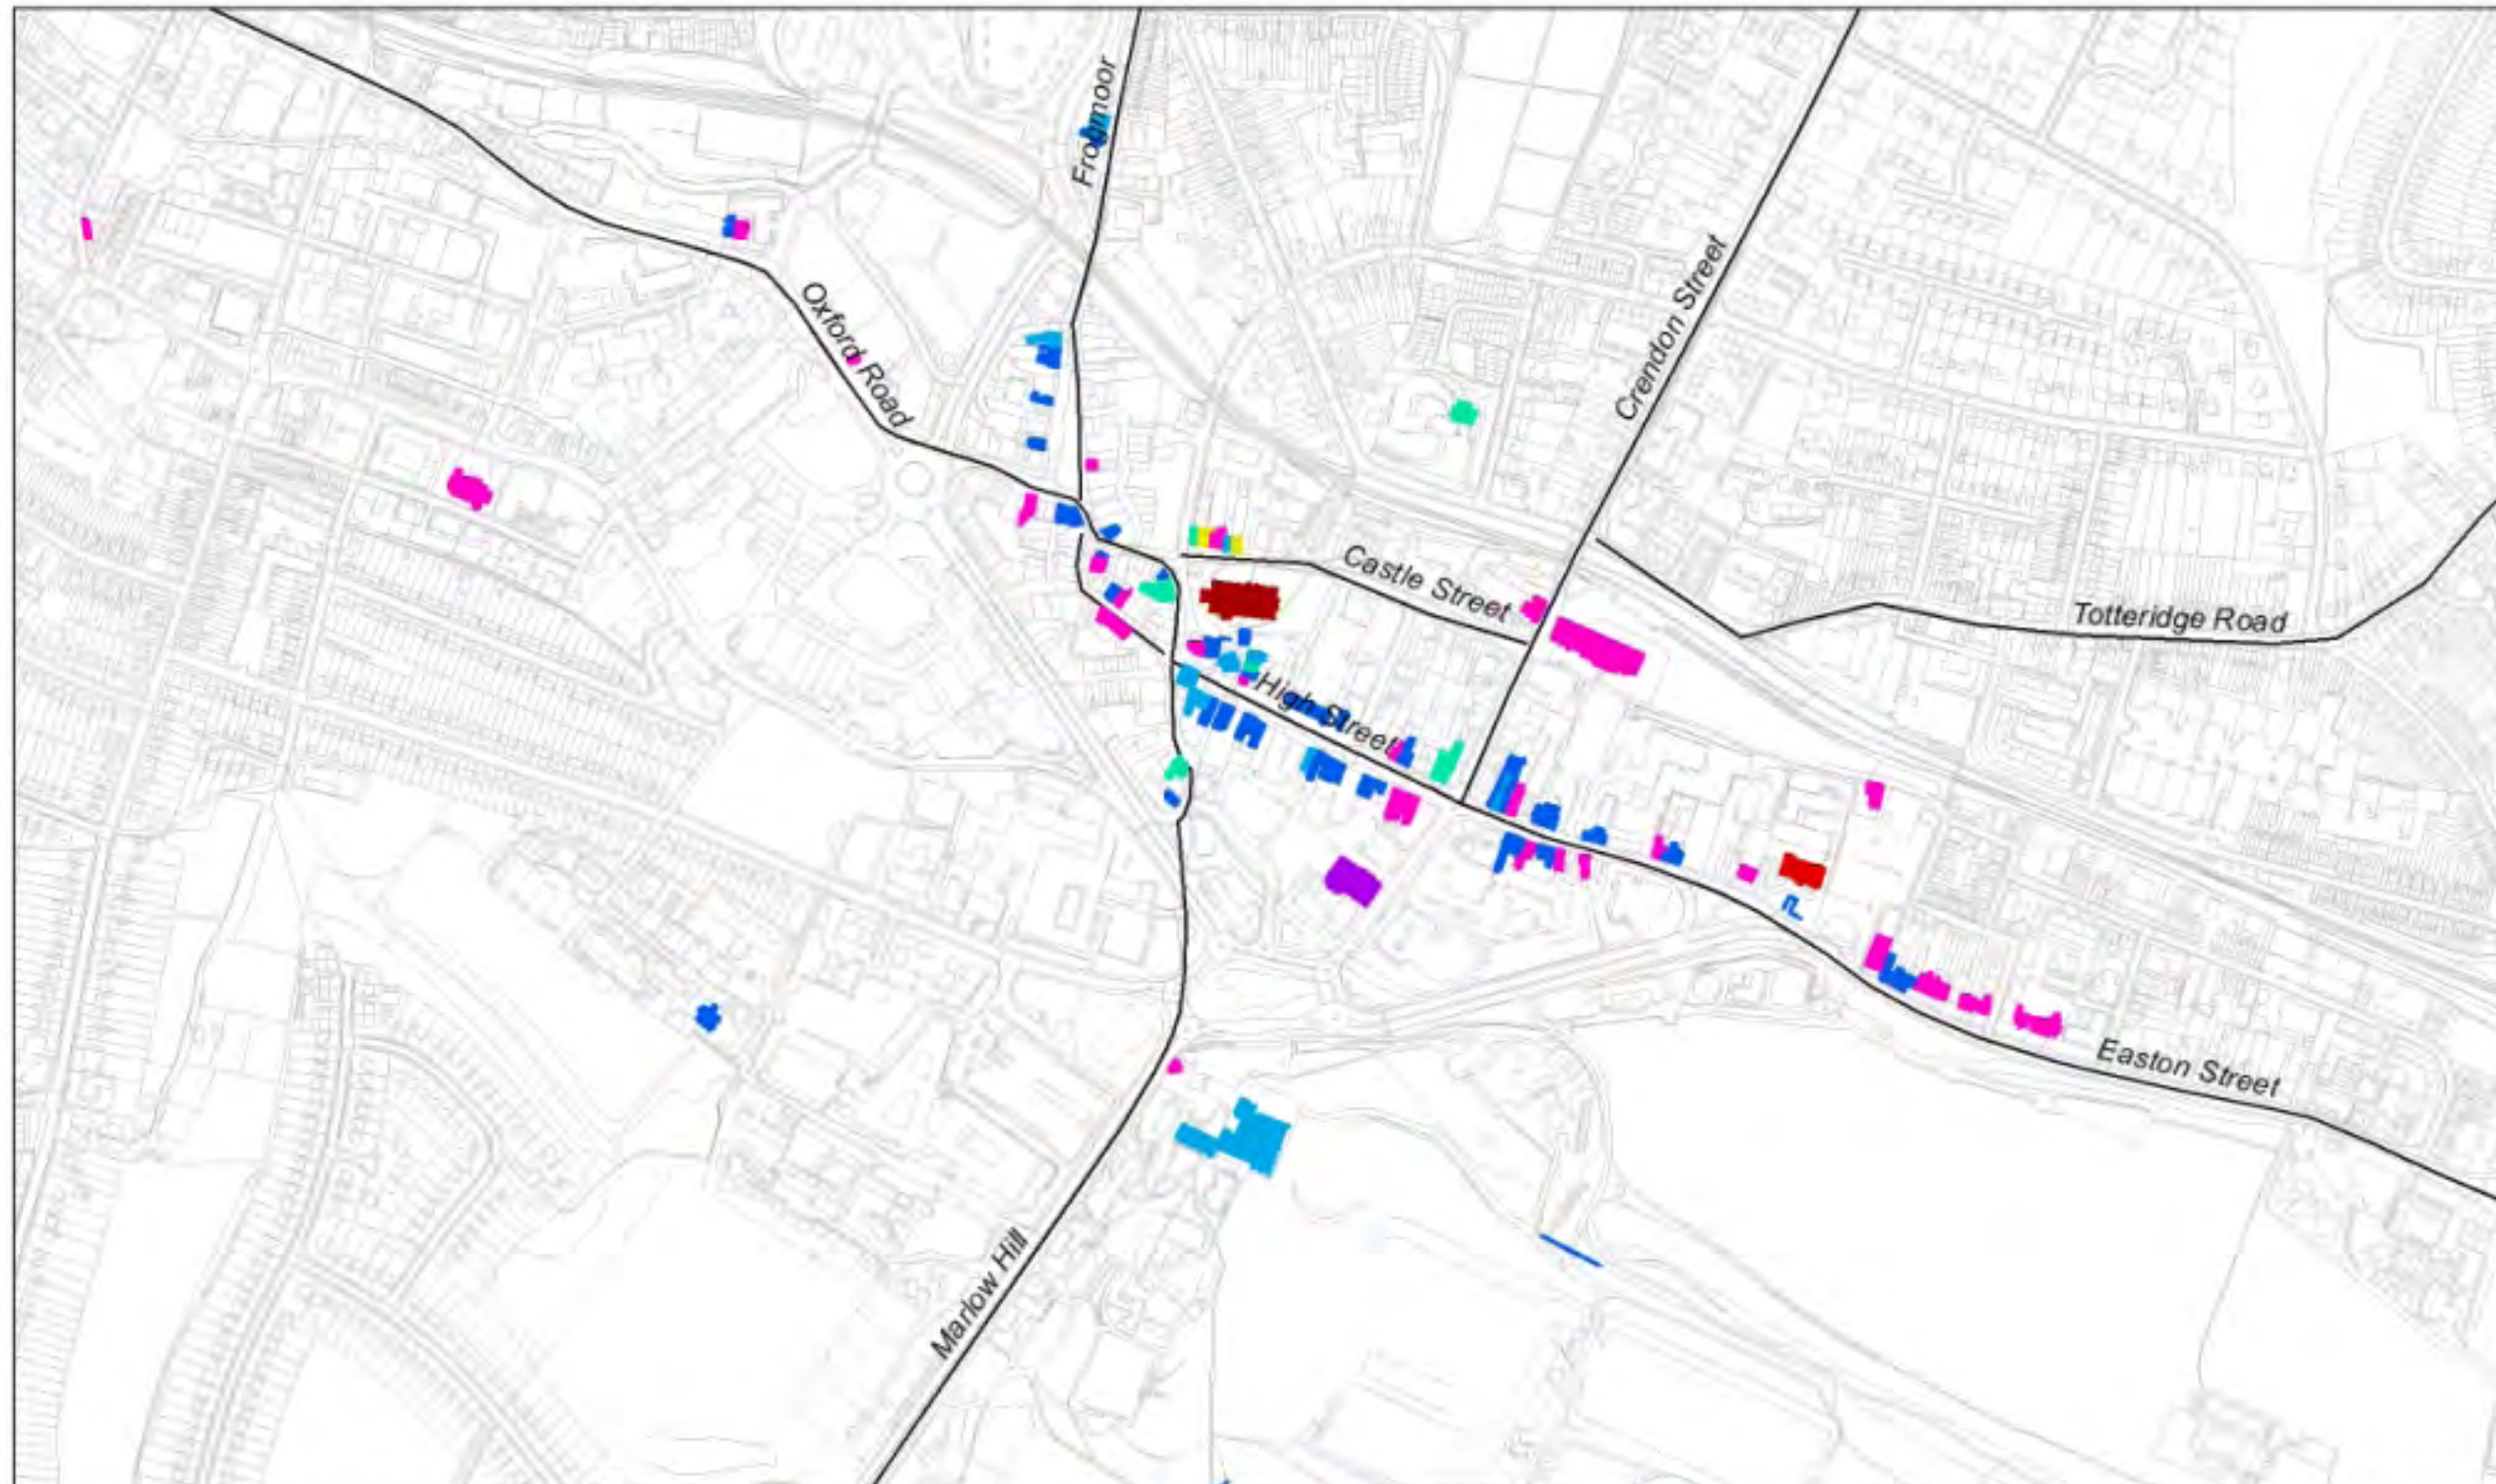 Frogmoor
Oxford Road
Crendon Street
Castle Street
Totteridge Road
High Street
Easton Street
Marlow Hill